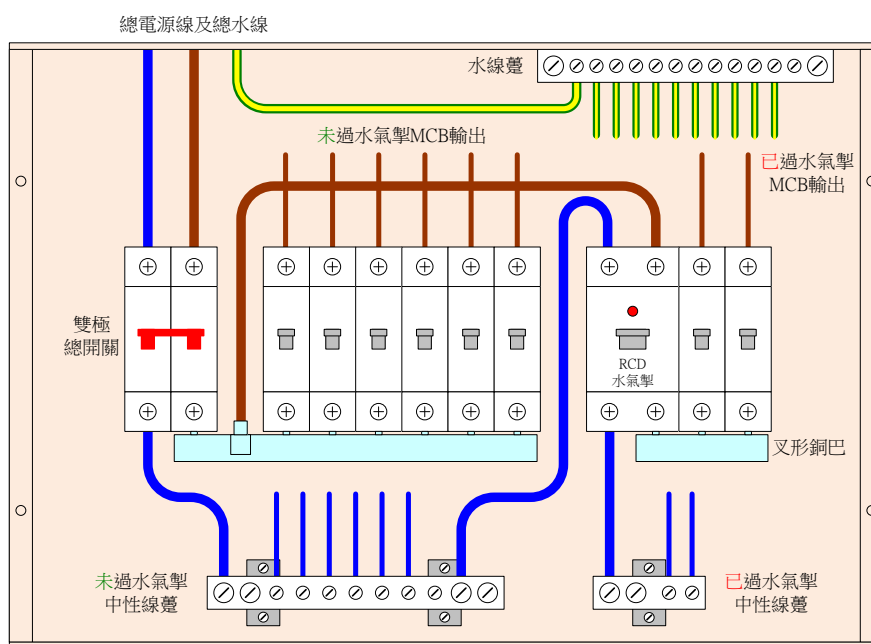 總電源線及總水線
水線躉
未過水氣掣MCB輸出
已過水氣掣
MCB輸出
雙極
總開關
RCD
水氣掣
叉形銅巴
未過水氣掣
中性線躉
已過水氣掣
中性線躉